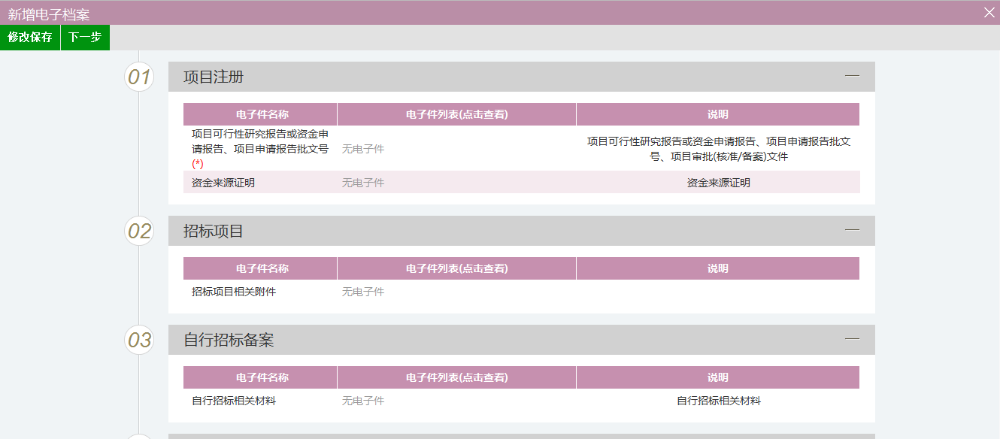 新增电子档案
修改保存 下一步
01 项目注册
电子件名称 电子件列表(点击查看) 说明
项目可行性研究报告或资金申
请报告、项目申请报告批文号
(*)
无电子件
项目可行性研究报告或资金申请报告、项目申请报告批文
号、项目审批(核准/备案)文件
资金来源证明 无电子件 资金来源证明
02 招标项目
电子件名称 电子件列表(点击查看) 说明
招标项目相关附件 无电子件
03 自行招标备案
电子件名称 电子件列表(点击查看) 说明
自行招标相关材料 无电子件 自行招标相关材料